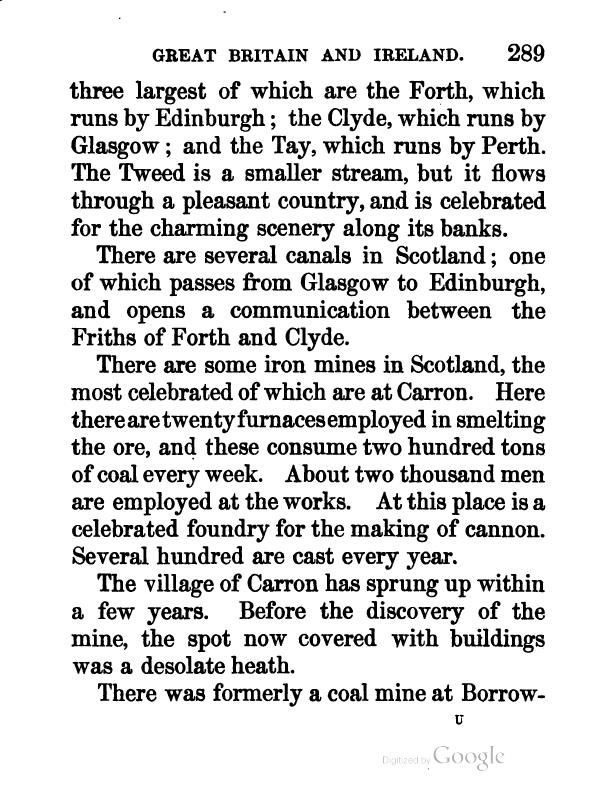 GREAT BRITAIN AND IRELAND. 289
three largest of which are the Forth, which
runs by Edinburgh; the Clyde, which runs by
Glasgow; and the Tay, which runs by Perth.
The Tweed is a smaller stream, but it flows
through a pleasant country, and is celebrated
for the charming scenery along its banks.
There are several canals in Scotland; one
of which passes from Glasgow to Edinburgh,
and opens a communication between the
Friths of Forth and Clyde.
There are some iron mines in Scotland, the
most celebrated of which are at Carron. Here
there are twenty furnaces employed in smelting
the ore, and these consume two hundred tons
of coal every week. About two thousand men
are employed at the works. At this place is a
celebrated foundry for the making of cannon.
Several hundred are cast every year.
The village of Carron has sprung up within
a few years. Before the discovery of the
mine, the spot now covered with buildings
was a desolate heath.
There was formerly a coal mine at Borrow-
U
Digitized by Google